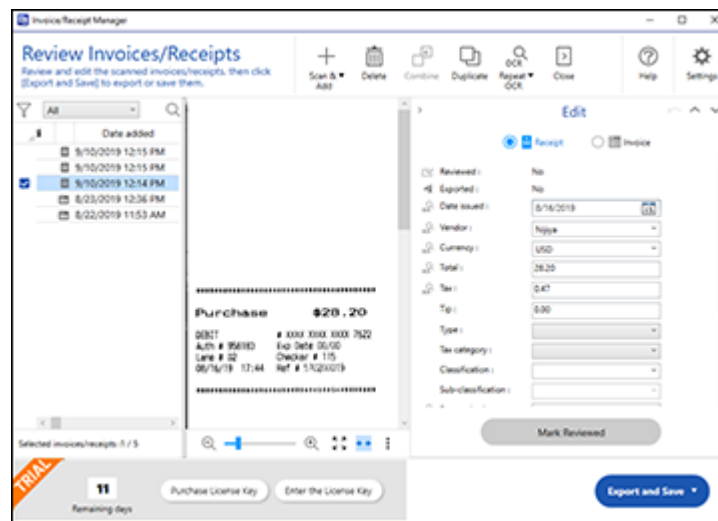 Invoice/Receipt Manager
Review Invoices/Receipts
Review and edit the scanned invoices/receipts, then click
[Export and Save] to export or save
them.
Scan & Add
Delete
Combine
Duplicate
Repeat OCR
Close
Help
Settings
All
Date added
9/10/2019 12:15 PM
9/10/2019 12:15 PM
9/10/2019 12:14 PM
8/23/2019 12:36 PM
8/22/2019 11:53 AM
Selected invoices/receipts: 1 / 5
Purchase $28.20
DEBIT # XXXX XXXX XXXX 7622
Exp Date 00/00
Lane # 02 Checker # 115
08/16/19 17:44
Edit
Receipt Invoice
Reviewed : No
Exported : No
Date issued : 8/16/2019
Vendor : Nijiya
Currency : USD
Total : 28.20
Tax : 0.47
Tip : 0.00
Type :
Tax category :
Classification :
Sub-classification :
Mark Reviewed
TRIAL
11
Remaining days
Purchase License Key
Enter the License Key
Export and Save